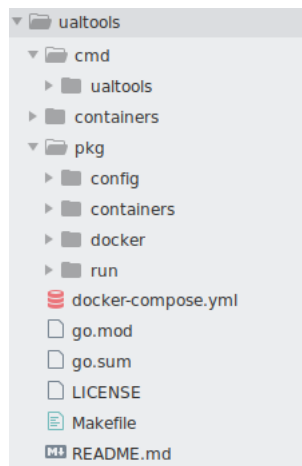 ualtools
cmd
ualtools
containers
pkg
config
containers
docker
run
docker-compose.yml
go.mod
go.sum
LICENSE
Makefile
README.md